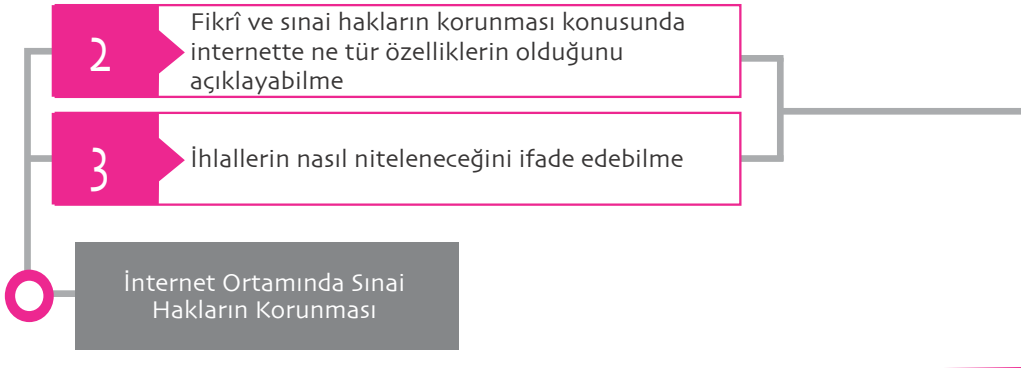 2
Fikrî ve sınai hakların korunması konusunda
internette ne tür özelliklerin olduğunu
açıklayabilme
3
İhlallerin nasıl niteleneceğini ifade edebilme
İnternet Ortamında Sınai
Hakların Korunması